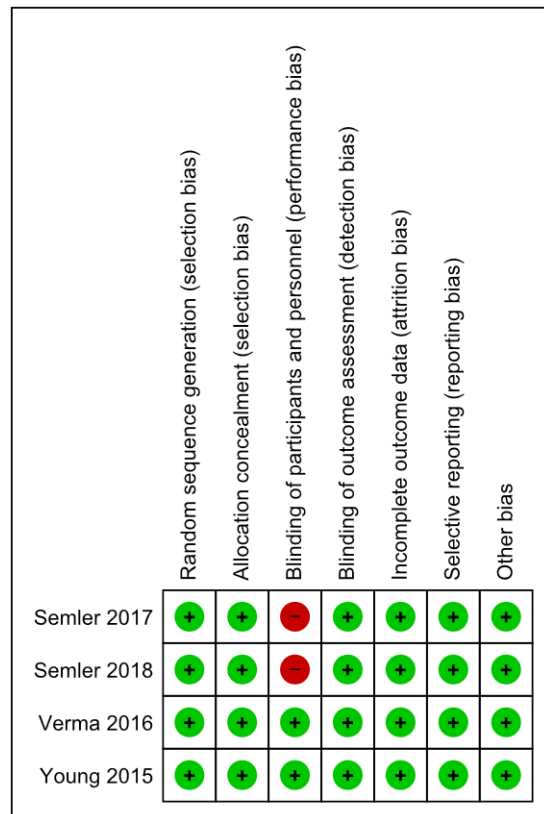 Random sequence generation (selection bias)
Allocation concealment (selection bias)
Blinding of participants and personnel (performance bias)
Blinding of outcome assessment (detection bias)
Incomplete outcome data (attrition bias)
Selective reporting (reporting bias)
Other bias
Semler 2017 + + – + + + +
Semler 2018 + + – + + + +
Verma 2016 + + + + + + +
Young 2015 + + + + + + +